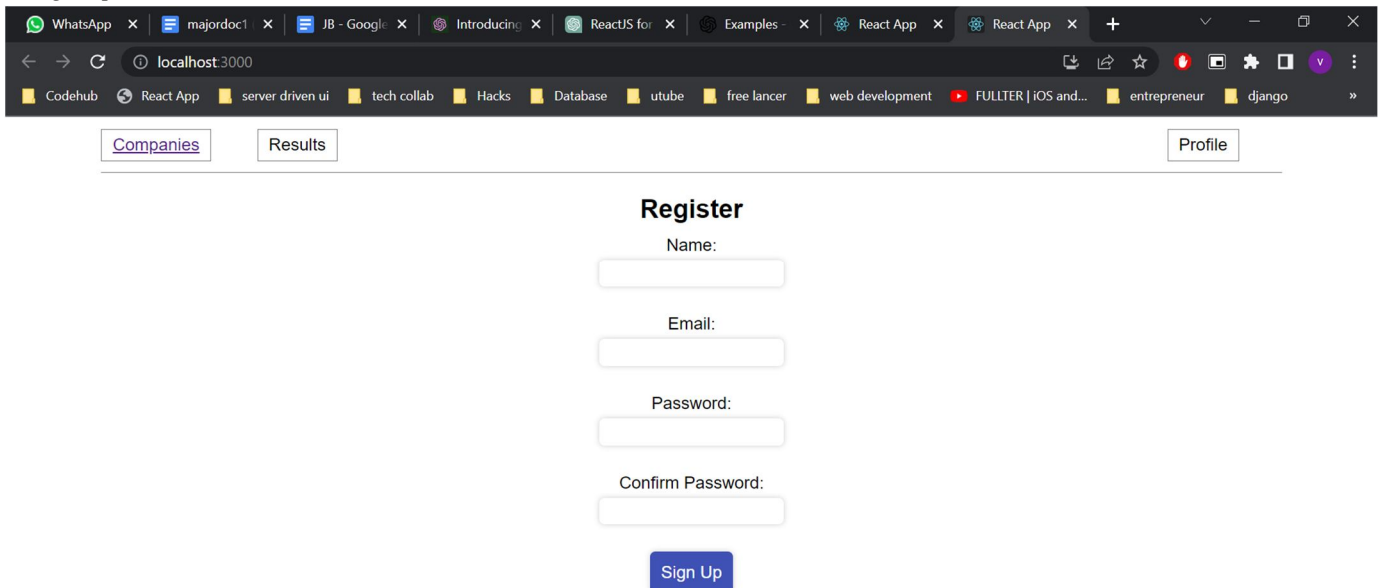 WhatsApp majordoc1 JB - Google Introducing ReactJS for Examples - React App React App
localhost:3000
Codehub React App server driven ui tech collab Hacks Database utube free lancer web development FULLTER | iOS and... entrepreneur django »
V
Companies Results Profile
Register
Name:
Email:
Password:
Confirm Password:
Sign Up